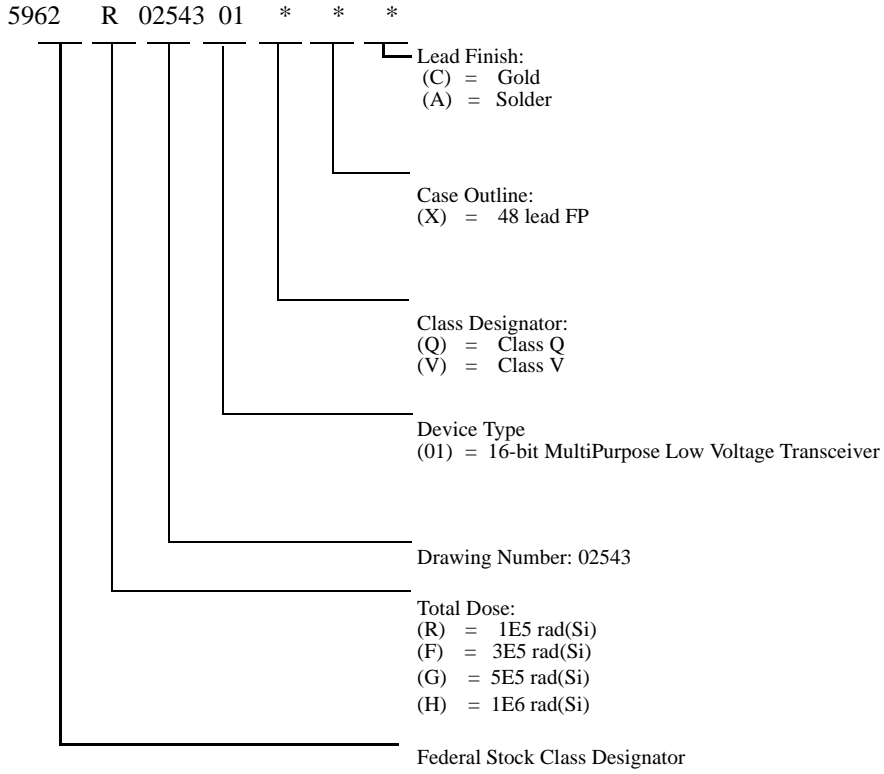 5962 R 02543 01 * * *
Lead Finish:
(C) = Gold
(A) = Solder
Case Outline:
(X) = 48 lead FP
Class Designator:
(Q) = Class Q
(V) = Class V
Device Type
(01) = 16-bit MultiPurpose Low Voltage Transceiver
Drawing Number: 02543
Total Dose:
(R) = 1E5 rad(Si)
(F) = 3E5 rad(Si)
(G) = 5E5 rad(Si)
(H) = 1E6 rad(Si)
Federal Stock Class Designator